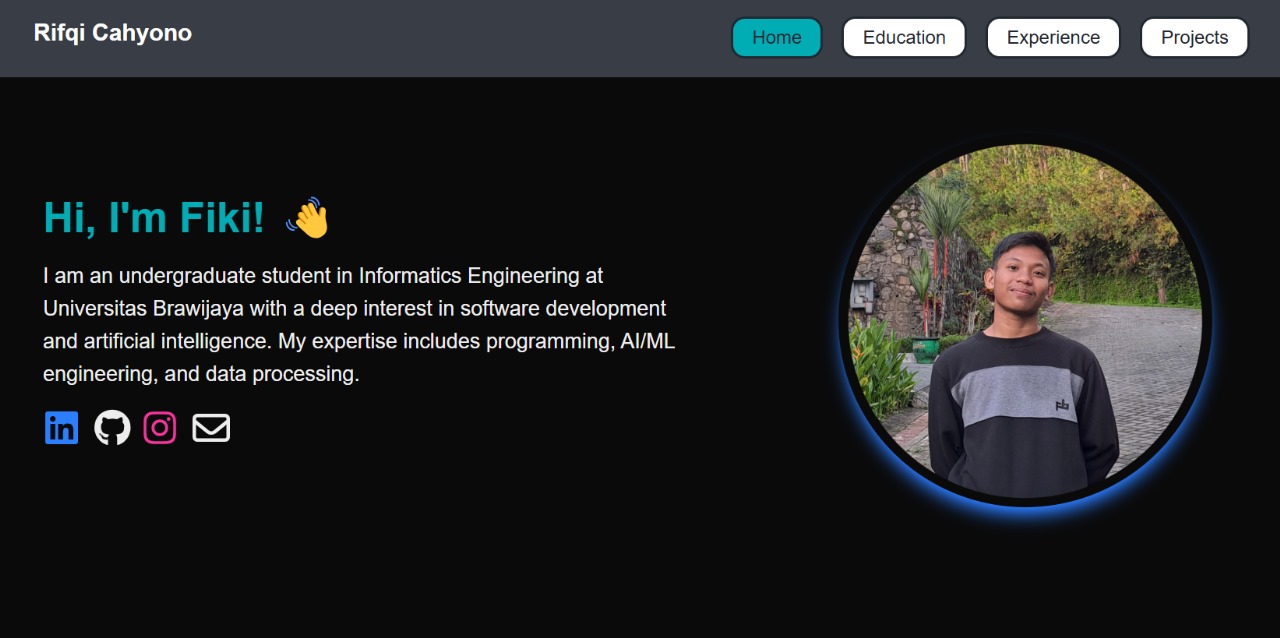 Rifqi Cahyono
Home
Education
Experience
Projects
Hi, I'm Fiki! 👋
I am an undergraduate student in Informatics Engineering at
Universitas Brawijaya with a deep interest in software development
and artificial intelligence. My expertise includes programming, AI/ML
engineering, and data processing.
in